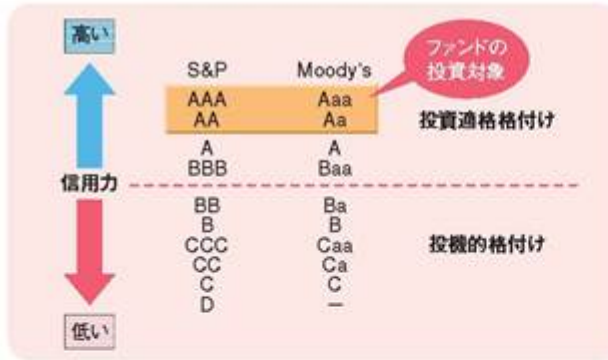 高い
ファンドの
投資対象
S&P Moody's
AAA Aaa
AA Aa
投資適格格付け
A A
BBB Baa
信用力
BB Ba
B B
CCC Caa
投機的格付け
CC Ca
C C
D —
低い